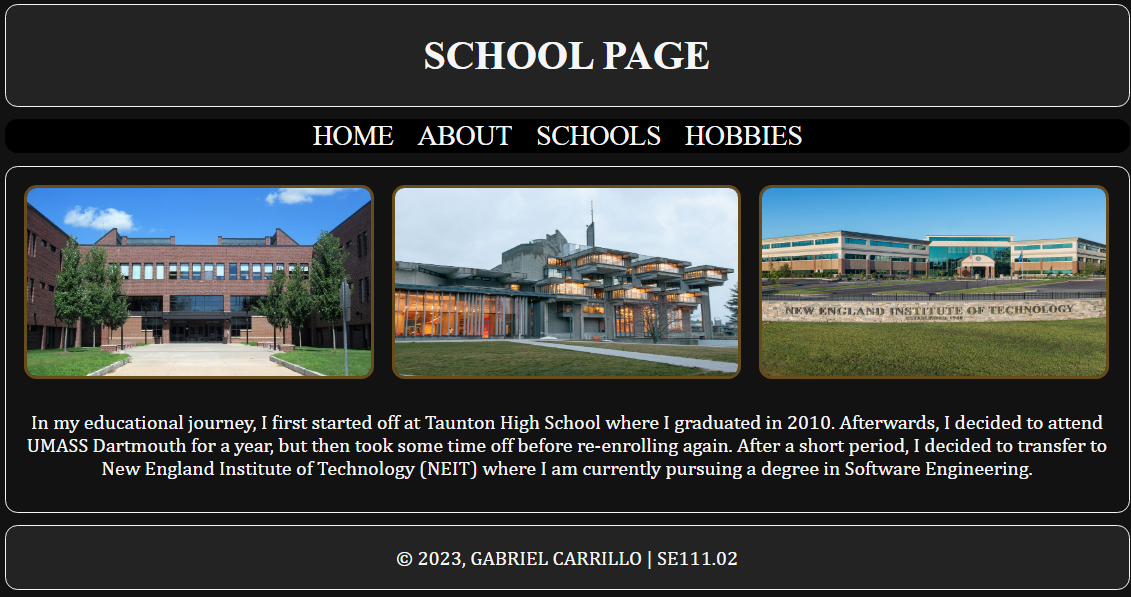 SCHOOL PAGE
HOME ABOUT SCHOOLS HOBBIES
NEW ENGLAND INSTITUTE OF TECHNOLOGY
ESTABLISHED 1940
In my educational journey, I first started off at Taunton High School where I graduated in 2010. Afterwards, I decided to attend
UMASS Dartmouth for a year, but then took some time off before re-enrolling again. After a short period, I decided to transfer to
New England Institute of Technology (NEIT) where I am currently pursuing a degree in Software Engineering.
© 2023, GABRIEL CARRILLO | SE111.02